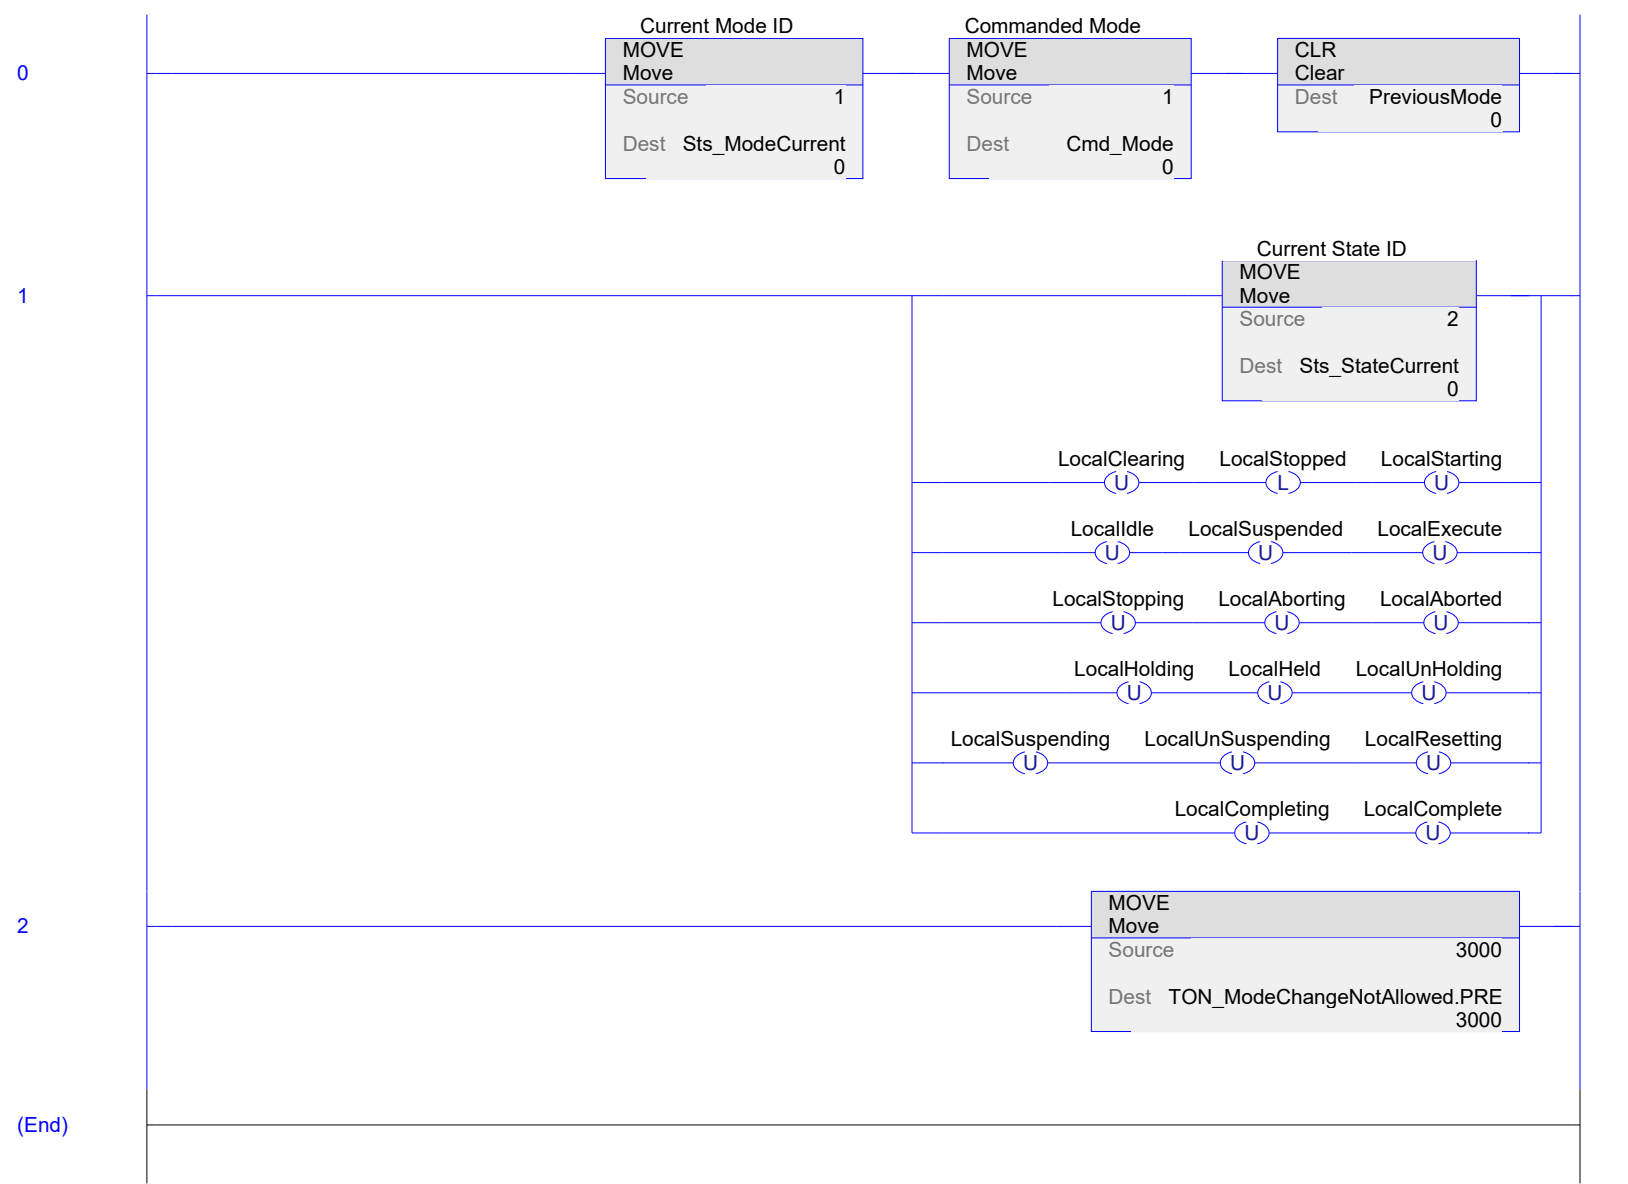 Current Mode ID Commanded Mode
0 MOVE MOVE CLR
Move Move Clear
Source 1 Source 1 Dest PreviousMode
0
Dest Sts_ModeCurrent Dest Cmd_Mode
0 0
Current State ID
1 MOVE
Move
Source 2
Dest Sts_StateCurrent
0
LocalClearing LocalStopped LocalStarting
U L U
LocalIdle LocalSuspended LocalExecute
U U U
LocalStopping LocalAborting LocalAborted
U U U
LocalHolding LocalHeld LocalUnHolding
U U U
LocalSuspending LocalUnSuspending LocalResetting
U U U
LocalCompleting LocalComplete
U U
2 MOVE
Move
Source 3000
Dest TON_ModeChangeNotAllowed.PRE
3000
(End)